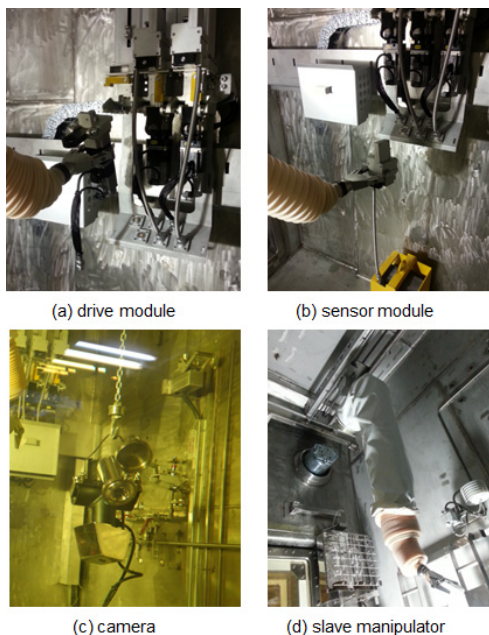 (a) drive module
(b) sensor module
(c) camera
(d) slave manipulator